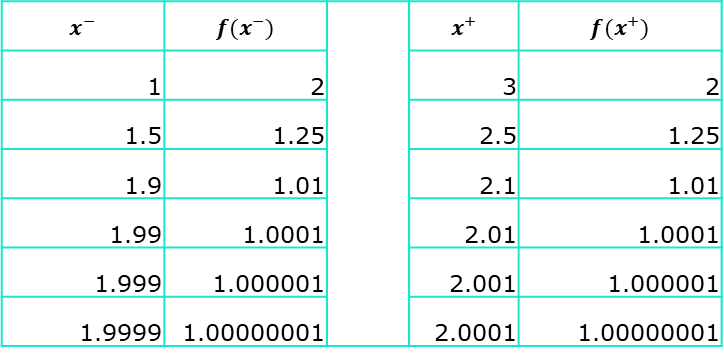 x⁻ f(x⁻) x⁺ f(x⁺)
1 2 3 2
1.5 1.25 2.5 1.25
1.9 1.01 2.1 1.01
1.99 1.0001 2.01 1.0001
1.999 1.000001 2.001 1.000001
1.9999 1.00000001 2.0001 1.00000001